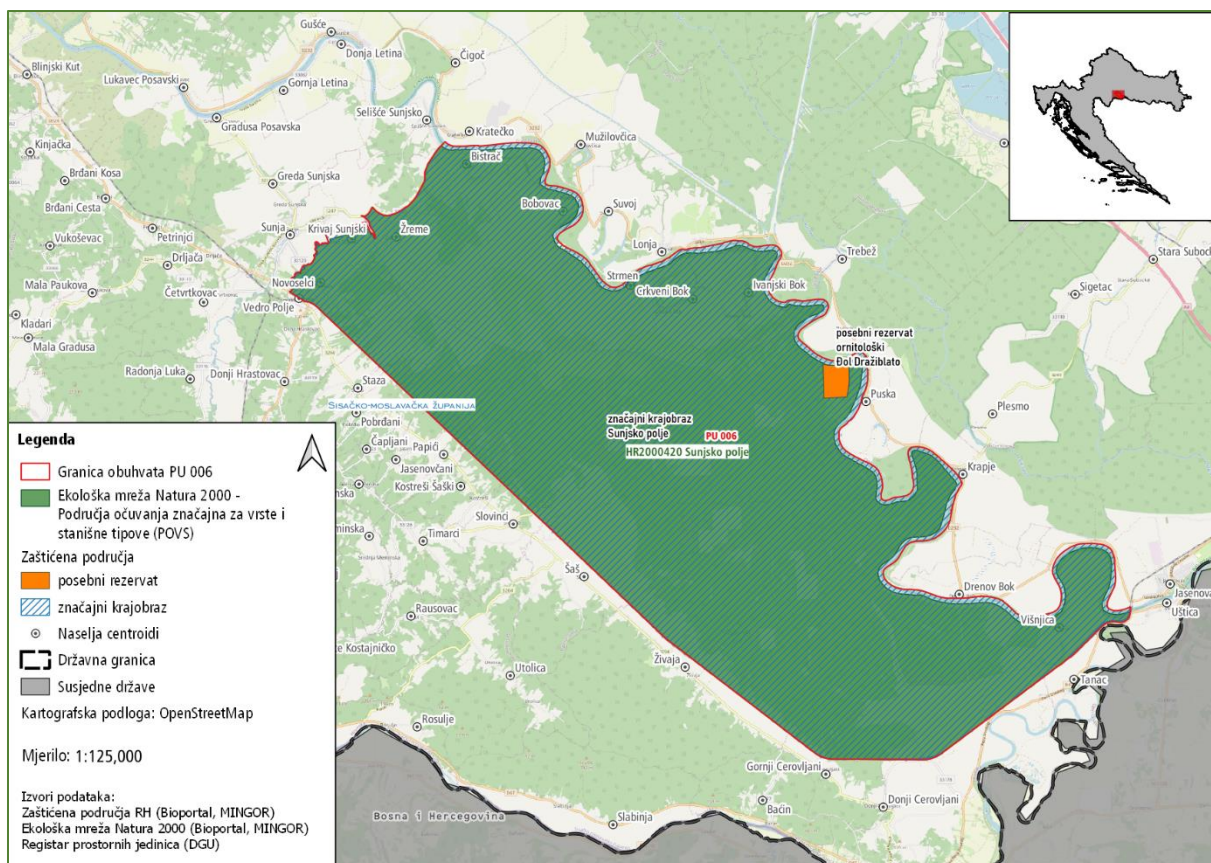 Gušće
Donja Letina
Čigoč
Blinjski Kut
Lukavec Posavski
Gornja Letina
Selišće Sunjsko
Gradusa Posavska
Kratečko
Mužilovčica
Kinjačka
Bistrač
Brđani Kosa
Greda Sunjska
Brđani Cesta
Bobovac
Suvoj
Petrinjci
Sunja
Krivaj Sunjski
Žreme
Vukoševac
Lonja
Trebež
Stara Subock
Drljača
Strmen
Novoselci
Mala Paukova
Četvrtkovac
Crkveni Bok
Ivanjski Bok
Sigetac
Vedro Polje
Kladari
posebni rezervat
ornitološki
Đol Dražiblato
Mala Gradusa
Radonja Luka
Donji Hrastovac
Staza
Puska
Plesmo
Sisačko-moslavačka županija
Pobrđani
značajni krajobraz
Sunjsko polje
PU 006
HR2000420 Sunjsko polje
Čapljani
Papići
Jasenovčani
Krapje
Kostreši Šaški
Slovinci
Timarci
Šaš
Drenov Bok
Jasenova
Uštica
Rausovac
Višnjica
Živaja
Utolica
Tanac
Rosulje
Gornji Cerovljani
Baćin
Donji Cerovljani
Slabinja
Bosna i Hercegovina
Legenda
Granica obuhvata PU 006
Ekološka mreža Natura 2000 -
Područja očuvanja značajna za vrste i
stanišne tipove (POVS)
Zaštićena područja
posebni rezervat
značajni krajobraz
Naselja centroidi
Državna granica
Susjedne države
Kartografska podloga: OpenStreetMap
Mjerilo: 1:125,000
Izvori podataka:
Zaštićena područja RH (Bioportal, MINGOR)
Ekološka mreža Natura 2000 (Bioportal, MINGOR)
Registar prostornih jedinica (DGU)